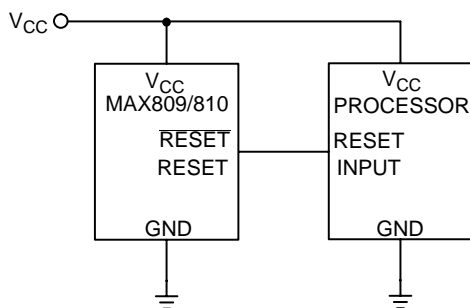 VCC
VCC
MAX809/810
RESET
RESET
GND
VCC
PROCESSOR
RESET
INPUT
GND